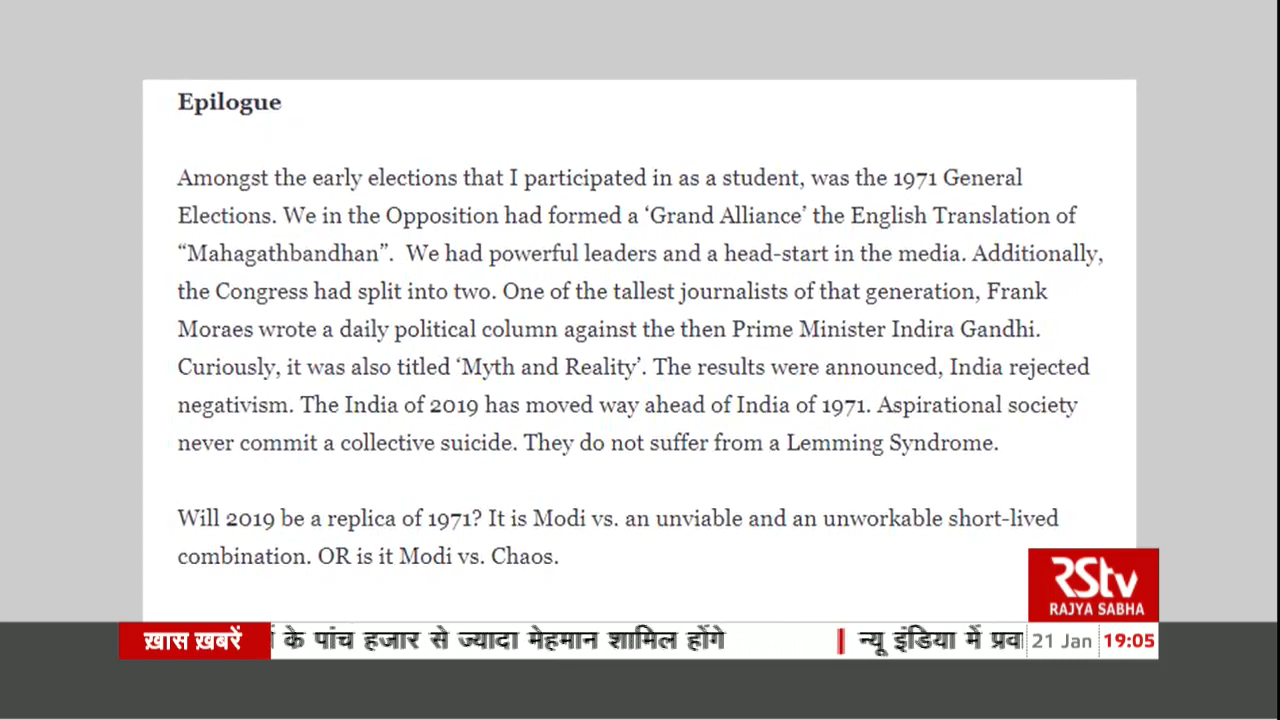 Epilogue
Amongst the early elections that I participated in as a student, was the 1971 General
Elections. We in the Opposition had formed a ‘Grand Alliance’ the English Translation of
“Mahagathbandhan”.  We had powerful leaders and a head-start in the media. Additionally,
the Congress had split into two. One of the tallest journalists of that generation, Frank
Moraes wrote a daily political column against the then Prime Minister Indira Gandhi.
Curiously, it was also titled ‘Myth and Reality’. The results were announced, India rejected
negativism. The India of 2019 has moved way ahead of India of 1971. Aspirational society
never commit a collective suicide. They do not suffer from a Lemming Syndrome.
Will 2019 be a replica of 1971? It is Modi vs. an unviable and an unworkable short-lived
combination. OR is it Modi vs. Chaos.
RStv
RAJYA SABHA
ख़ास ख़बरें के पांच हजार से ज्यादा मेहमान शामिल होंगे | न्यू इंडिया में प्रवा 21 Jan 19:05